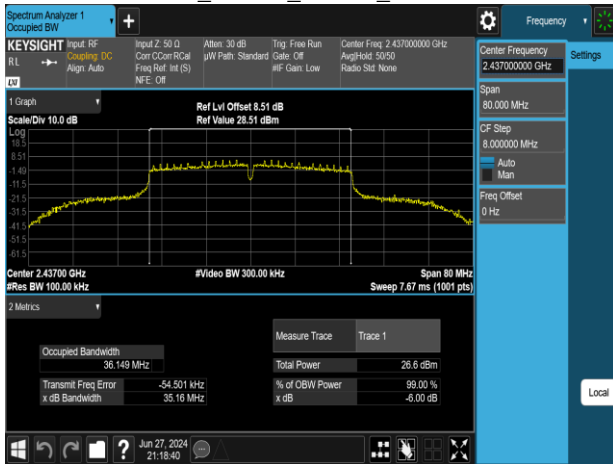 Spectrum Analyzer 1
Occupied BW
Frequency
KEYSIGHT
Input: RF
Coupling: DC
Align: Auto
Input Z: 50 Ω
Corr CCorr RCal
Freq Ref: Int (S)
NFE: Off
Atten: 30 dB
µW Path: Standard
Trig: Free Run
Gate: Off
#IF Gain: Low
Center Freq: 2.437000000 GHz
Avg|Hold: 50/50
Radio Std: None
RL
LXI
Center Frequency
2.437000000 GHz
Settings
Span
80.000 MHz
CF Step
8.000000 MHz
Auto
Man
Freq Offset
0 Hz
Local
1 Graph
Scale/Div 10.0 dB
Ref Lvl Offset 8.51 dB
Ref Value 28.51 dBm
Log
18.5
8.51
-1.49
-11.5
-21.5
-31.5
-41.5
-51.5
-61.5
Center 2.43700 GHz
#Video BW 300.00 kHz
Span 80 MHz
#Res BW 100.00 kHz
Sweep 7.67 ms (1001 pts)
2 Metrics
Measure Trace
Trace 1
Occupied Bandwidth
36.149 MHz
Total Power
26.6 dBm
Transmit Freq Error
-54.501 kHz
% of OBW Power
99.00 %
x dB Bandwidth
35.16 MHz
x dB
-6.00 dB
?
Jun 27, 2024
21:18:40